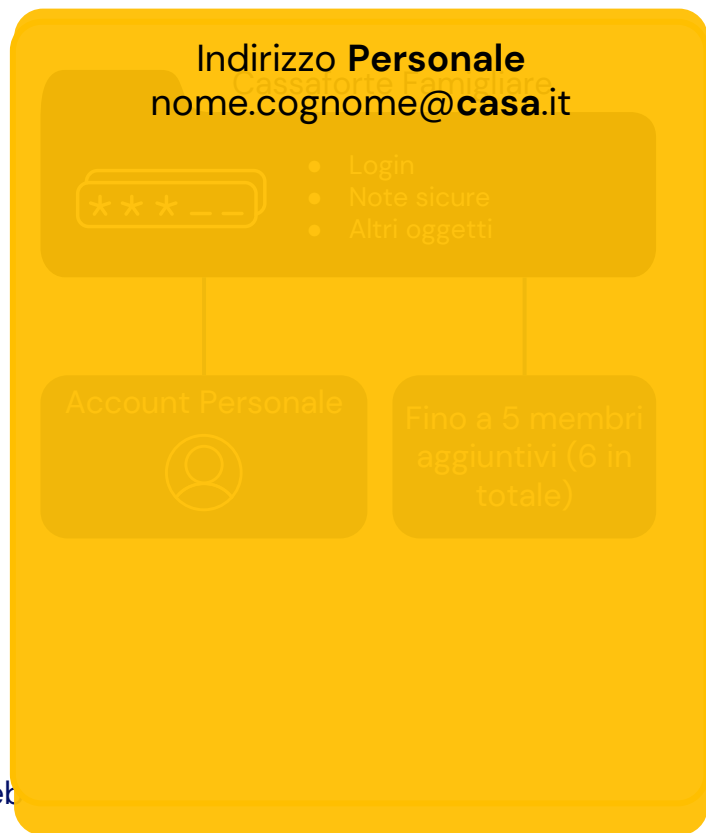 Indirizzo Personale
Cassaforte Famigliare
nome.cognome@casa.it
Login
Note sicure
Altri oggetti
Account Personale
Fino a 5 membri
aggiuntivi (6 in
totale)